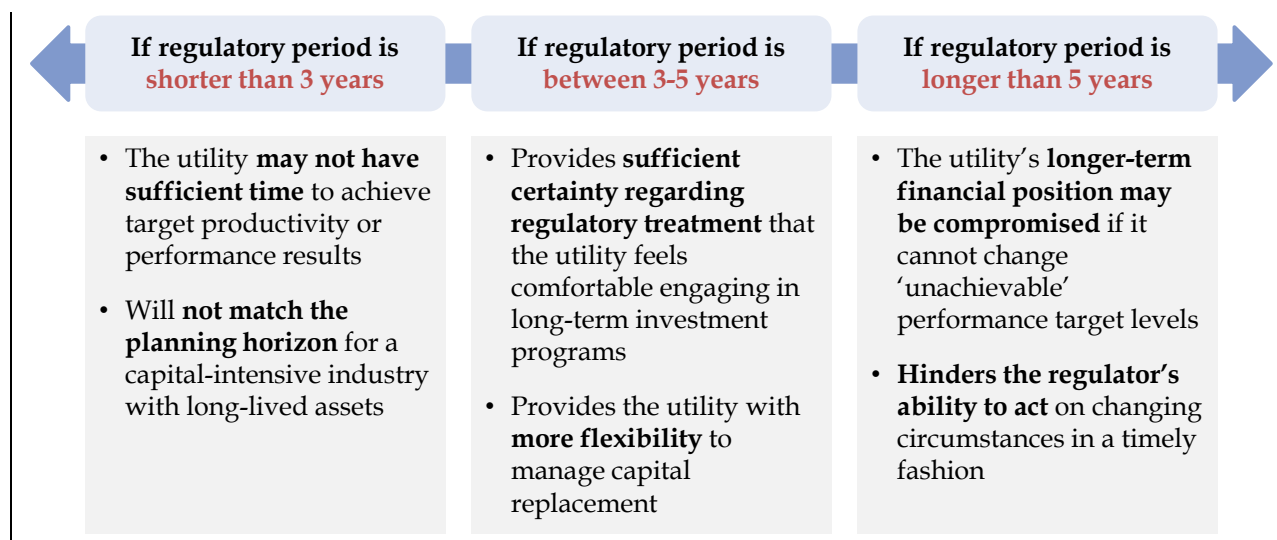 If regulatory period is
shorter than 3 years
• The utility may not have
sufficient time to achieve
target productivity or
performance results
• Will not match the
planning horizon for a
capital-intensive industry
with long-lived assets
If regulatory period is
between 3-5 years
• Provides sufficient
certainty regarding
regulatory treatment that
the utility feels
comfortable engaging in
long-term investment
programs
• Provides the utility with
more flexibility to
manage capital
replacement
If regulatory period is
longer than 5 years
• The utility’s longer-term
financial position may
be compromised if it
cannot change
‘unachievable’
performance target levels
• Hinders the regulator’s
ability to act on changing
circumstances in a timely
fashion